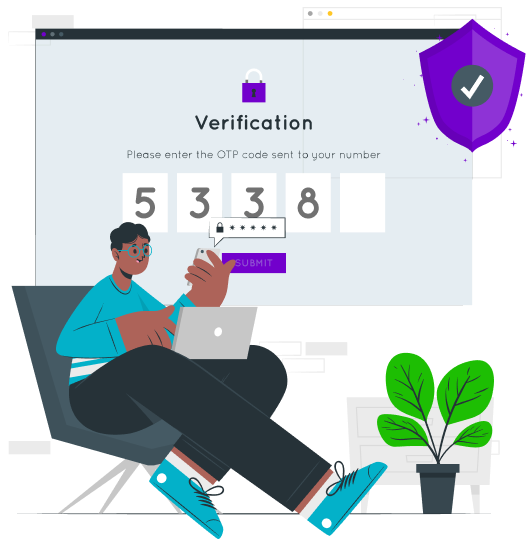 Verification
Please enter the OTP code sent to your number
5 3 3 8
* * * * *
SUBMIT